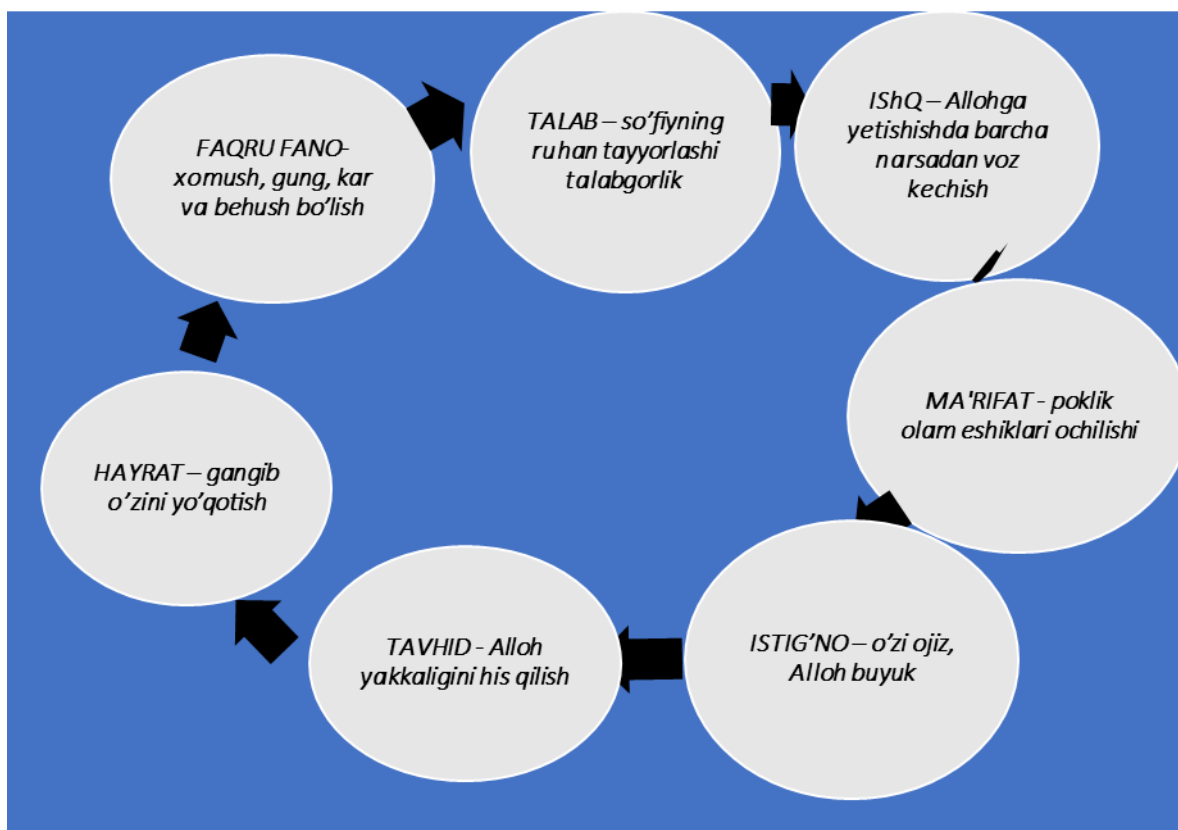 FAQRU FANO-
xomush, gung, kar
va behush bo’lish
TALAB – so’fiyning
ruhan tayyorlashi
talabgorlik
IShQ – Allohga
yetishishda barcha
narsadan voz
kechish
MA'RIFAT - poklik
olam eshiklari ochilishi
ISTIG’NO – o’zi ojiz,
Alloh buyuk
TAVHID - Alloh
yakkaligini his qilish
HAYRAT – gangib
o’zini yo’qotish